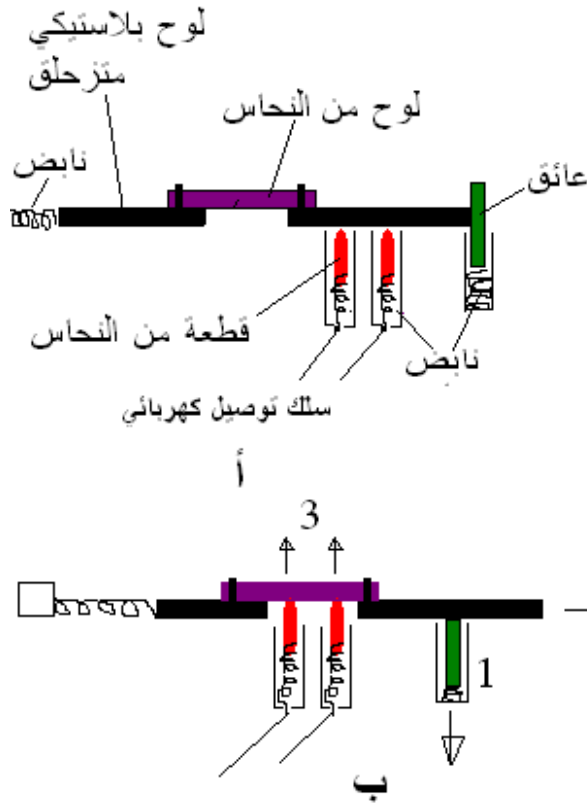 لوح بلاستيكي
متزحلق
لوح من النحاس
نابض
عائق
قطعة من النحاس
نابض
سلك توصيل كهربائي
أ
3
1
ب